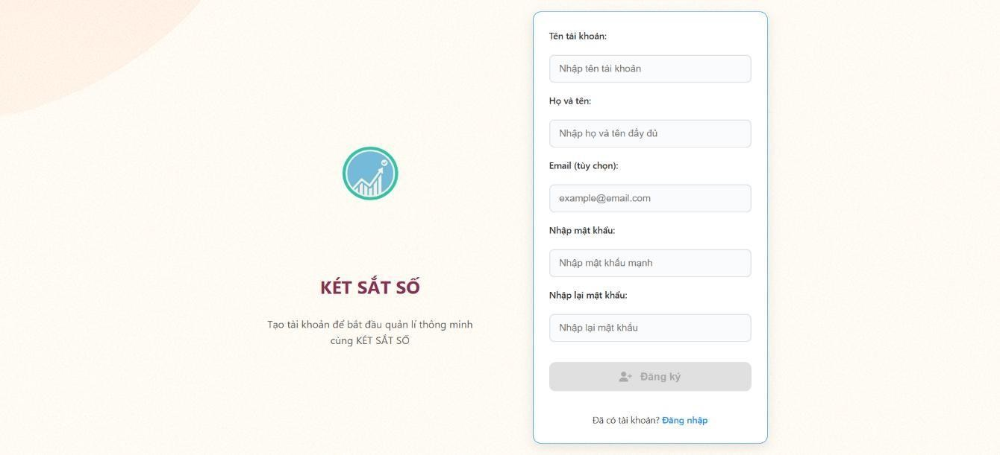 KÉT SẮT SỐ
Tạo tài khoản để bắt đầu quản lí thông minh
cùng KÉT SẮT SỐ
Tên tài khoản:
Nhập tên tài khoản
Họ và tên:
Nhập họ và tên đầy đủ
Email (tùy chọn):
example@email.com
Nhập mật khẩu:
Nhập mật khẩu mạnh
Nhập lại mật khẩu:
Nhập lại mật khẩu
Đăng ký
Đã có tài khoản? Đăng nhập